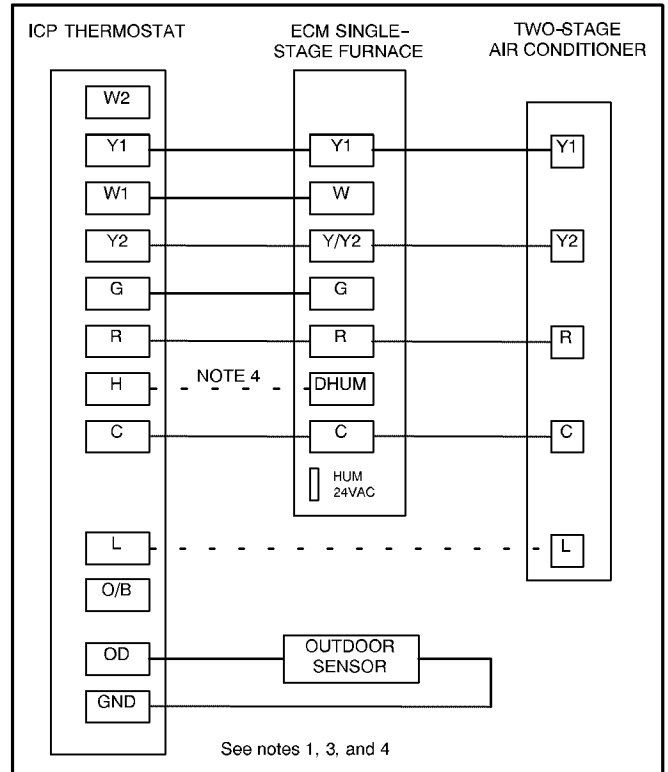 ICP THERMOSTAT
ECM SINGLE-
STAGE FURNACE
TWO-STAGE
AIR CONDITIONER
W2
Y1 Y1 Y1
W1 W
Y2 Y/Y2 Y2
G G
R R R
H NOTE 4 DHUM
C C C
HUM
24VAC
L L
O/B
OD
OUTDOOR
SENSOR
GND
See notes 1, 3, and 4